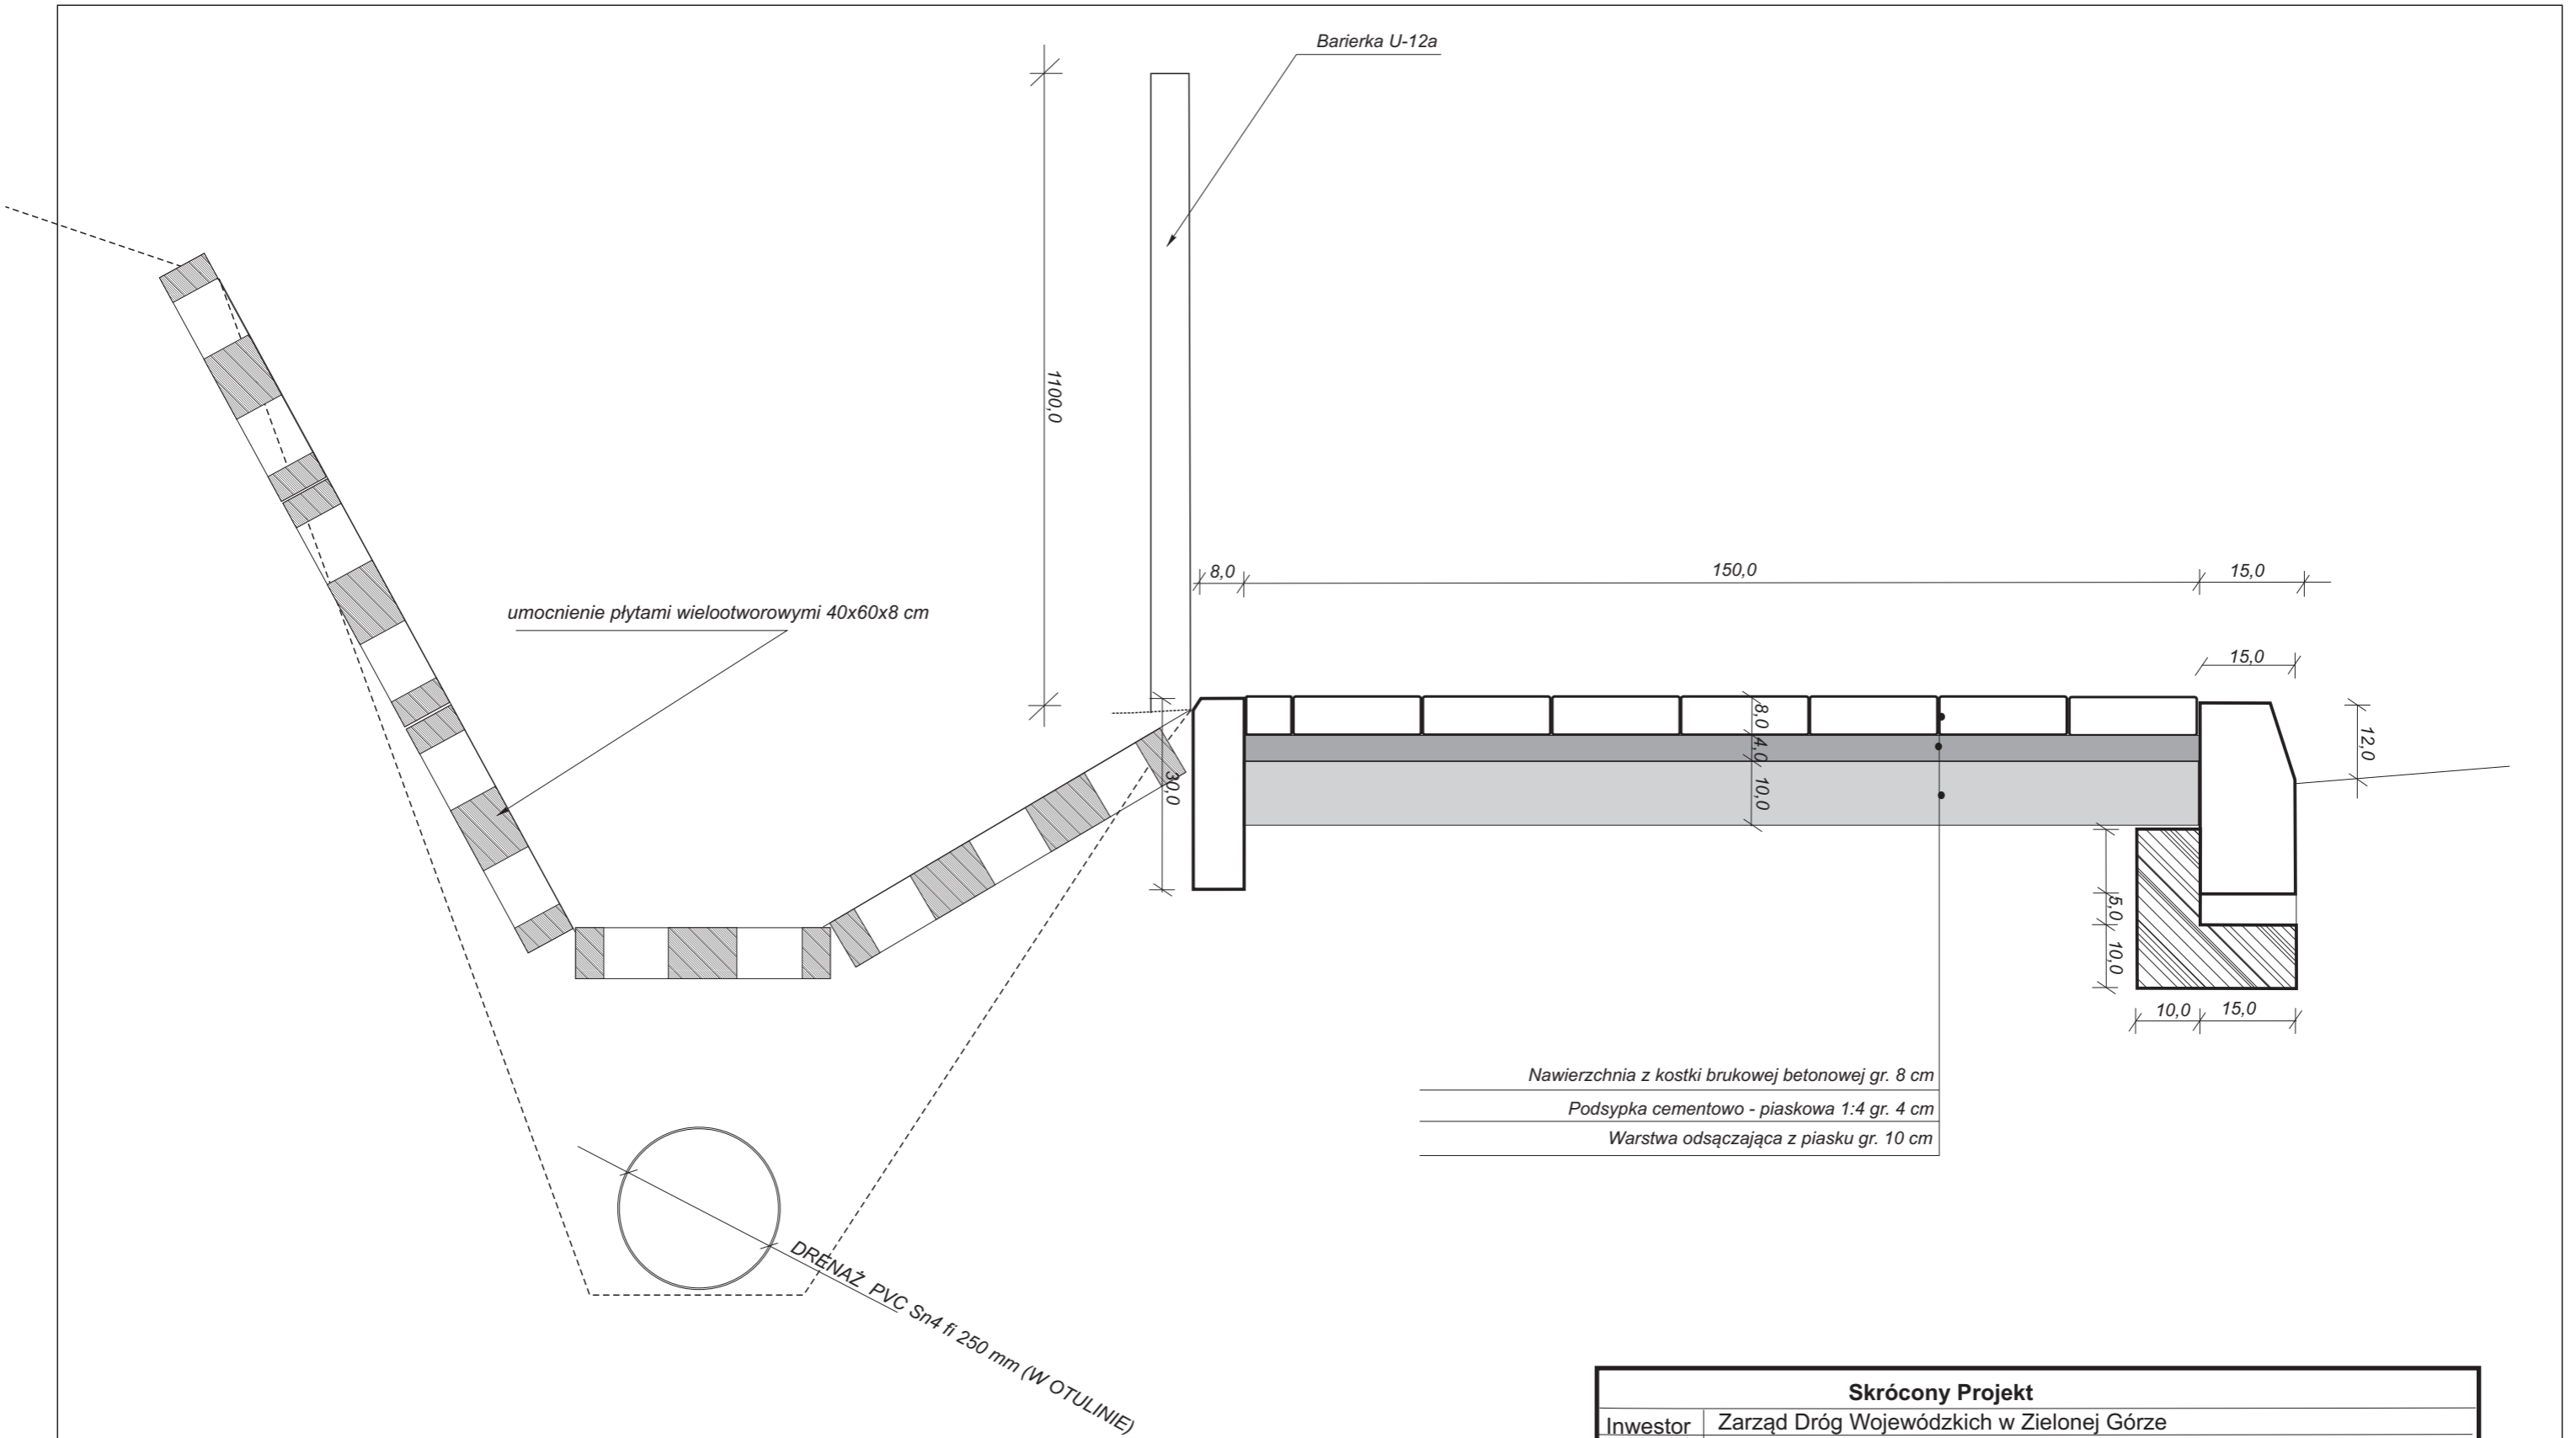 Barierka U-12a
1100,0
8,0
150,0
15,0
umocnienie płytami wielootworowymi 40x60x8 cm
15,0
8,0
12,0
4,0
30,0
10,0
5,0
10,0
10,0
15,0
Nawierzchnia z kostki brukowej betonowej gr. 8 cm
Podsypka cementowo - piaskowa 1:4 gr. 4 cm
Warstwa odsączająca z piasku gr. 10 cm
DRENAŻ PVC Sn4 fi 250 mm (W OTULINIE)
Skrócony Projekt
Inwestor Zarząd Dróg Wojewódzkich w Zielonej Górze